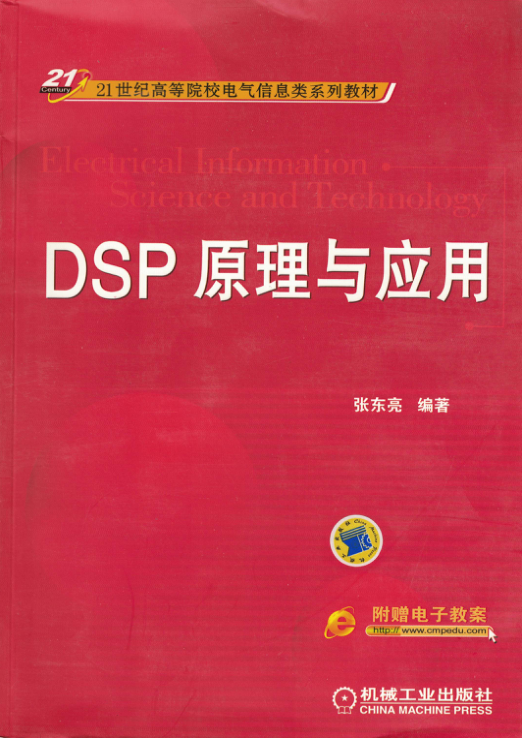 21
Century
21世纪高等院校电气信息类系列教材
Electrical Information •
Science and Technology
DSP 原理与应用
张东亮 编著
附赠电子教案
http://www.cmpedu.com
机械工业出版社
CHINA MACHINE PRESS